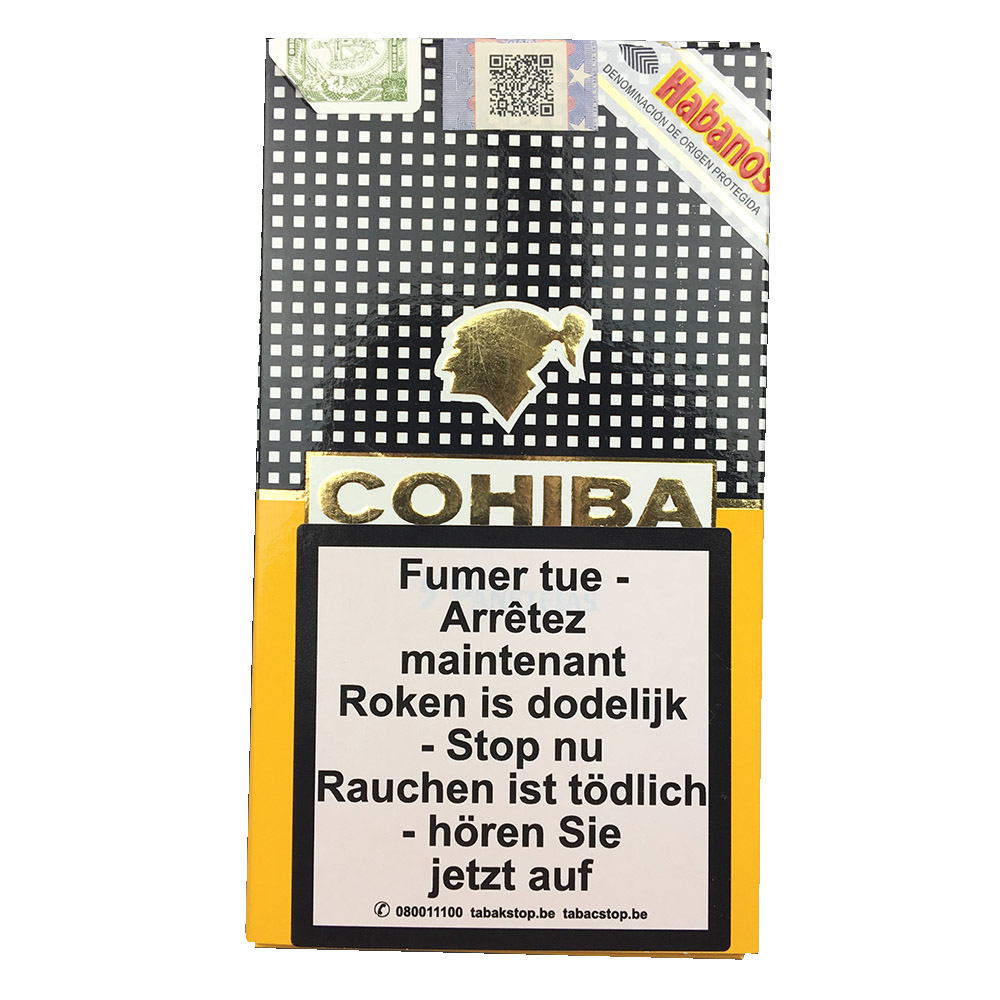 Habanos
DENOMINACIÓN DE ORIGEN PROTEGIDA
COHIBA
Fumer tue -
Arrêtez
maintenant
Roken is dodelijk
- Stop nu
Rauchen ist tödlich
- hören Sie
jetzt auf
✆ 080011100 tabakstop.be tabacstop.be